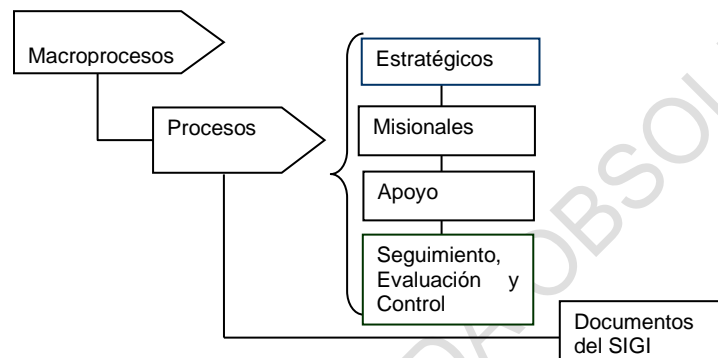 Macroprocesos
Procesos
Estratégicos
Misionales
Apoyo
Seguimiento,
Evaluación y
Control
Documentos
del SIGI